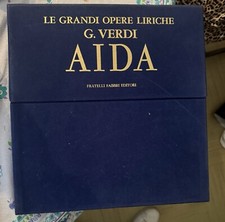 LE GRANDI OPERE LIRICHE
G. VERDI
AIDA
FRATELLI FABBRI EDITORI